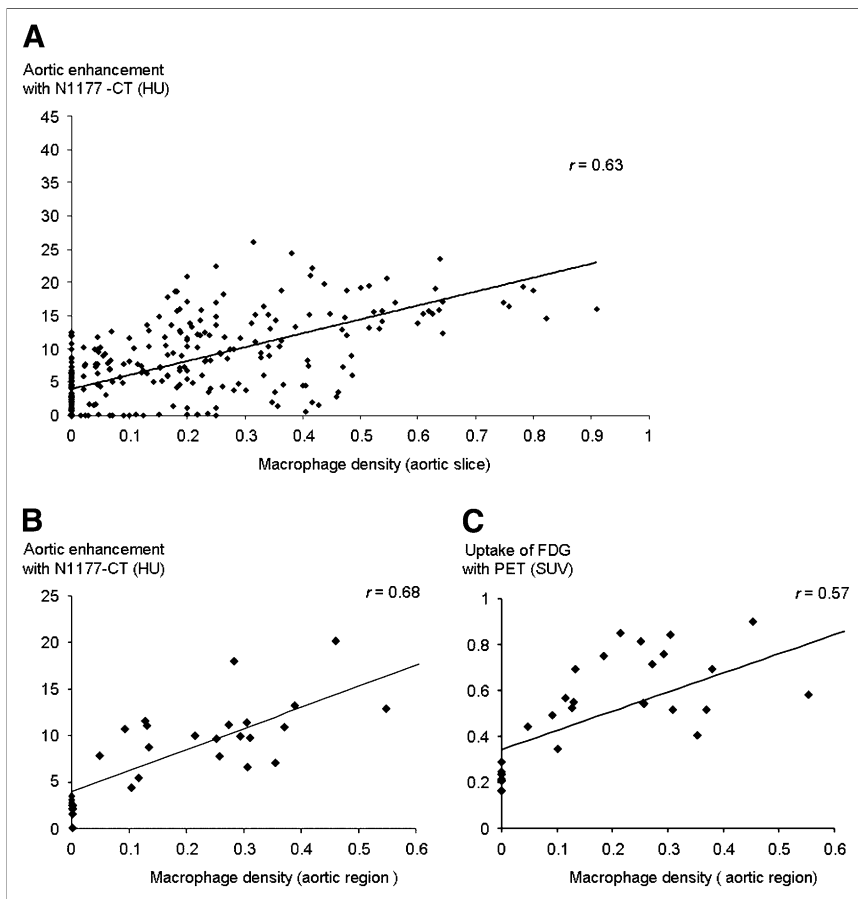 A
Aortic enhancement
with N1177 -CT (HU)
45
40
35
30
25
20
15
10
5
0
r = 0.63
0 0.1 0.2 0.3 0.4 0.5 0.6 0.7 0.8 0.9 1
Macrophage density (aortic slice)
B
Aortic enhancement
with N1177-CT (HU)
25
20
15
10
5
0
r = 0.68
0 0.1 0.2 0.3 0.4 0.5 0.6
Macrophage density (aortic region )
C
Uptake of FDG
with PET (SUV)
1
0.8
0.6
0.4
0.2
0
r = 0.57
0 0.1 0.2 0.3 0.4 0.5 0.6
Macrophage density ( aortic region)